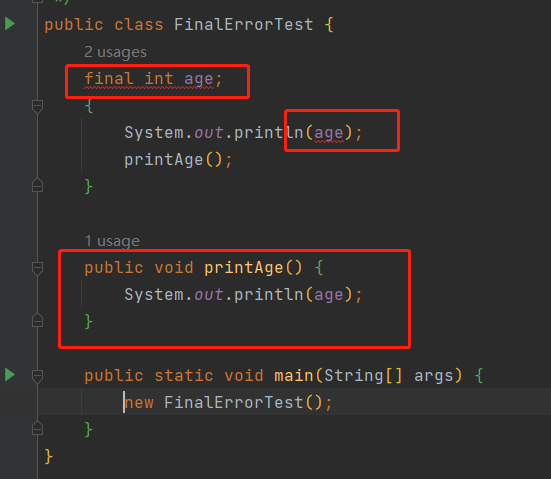 */
public class FinalErrorTest {
2 usages
final int age;
{
System.out.println(age);
printAge();
}
1 usage
public void printAge() {
System.out.println(age);
}
public static void main(String[] args) {
new FinalErrorTest();
}
}